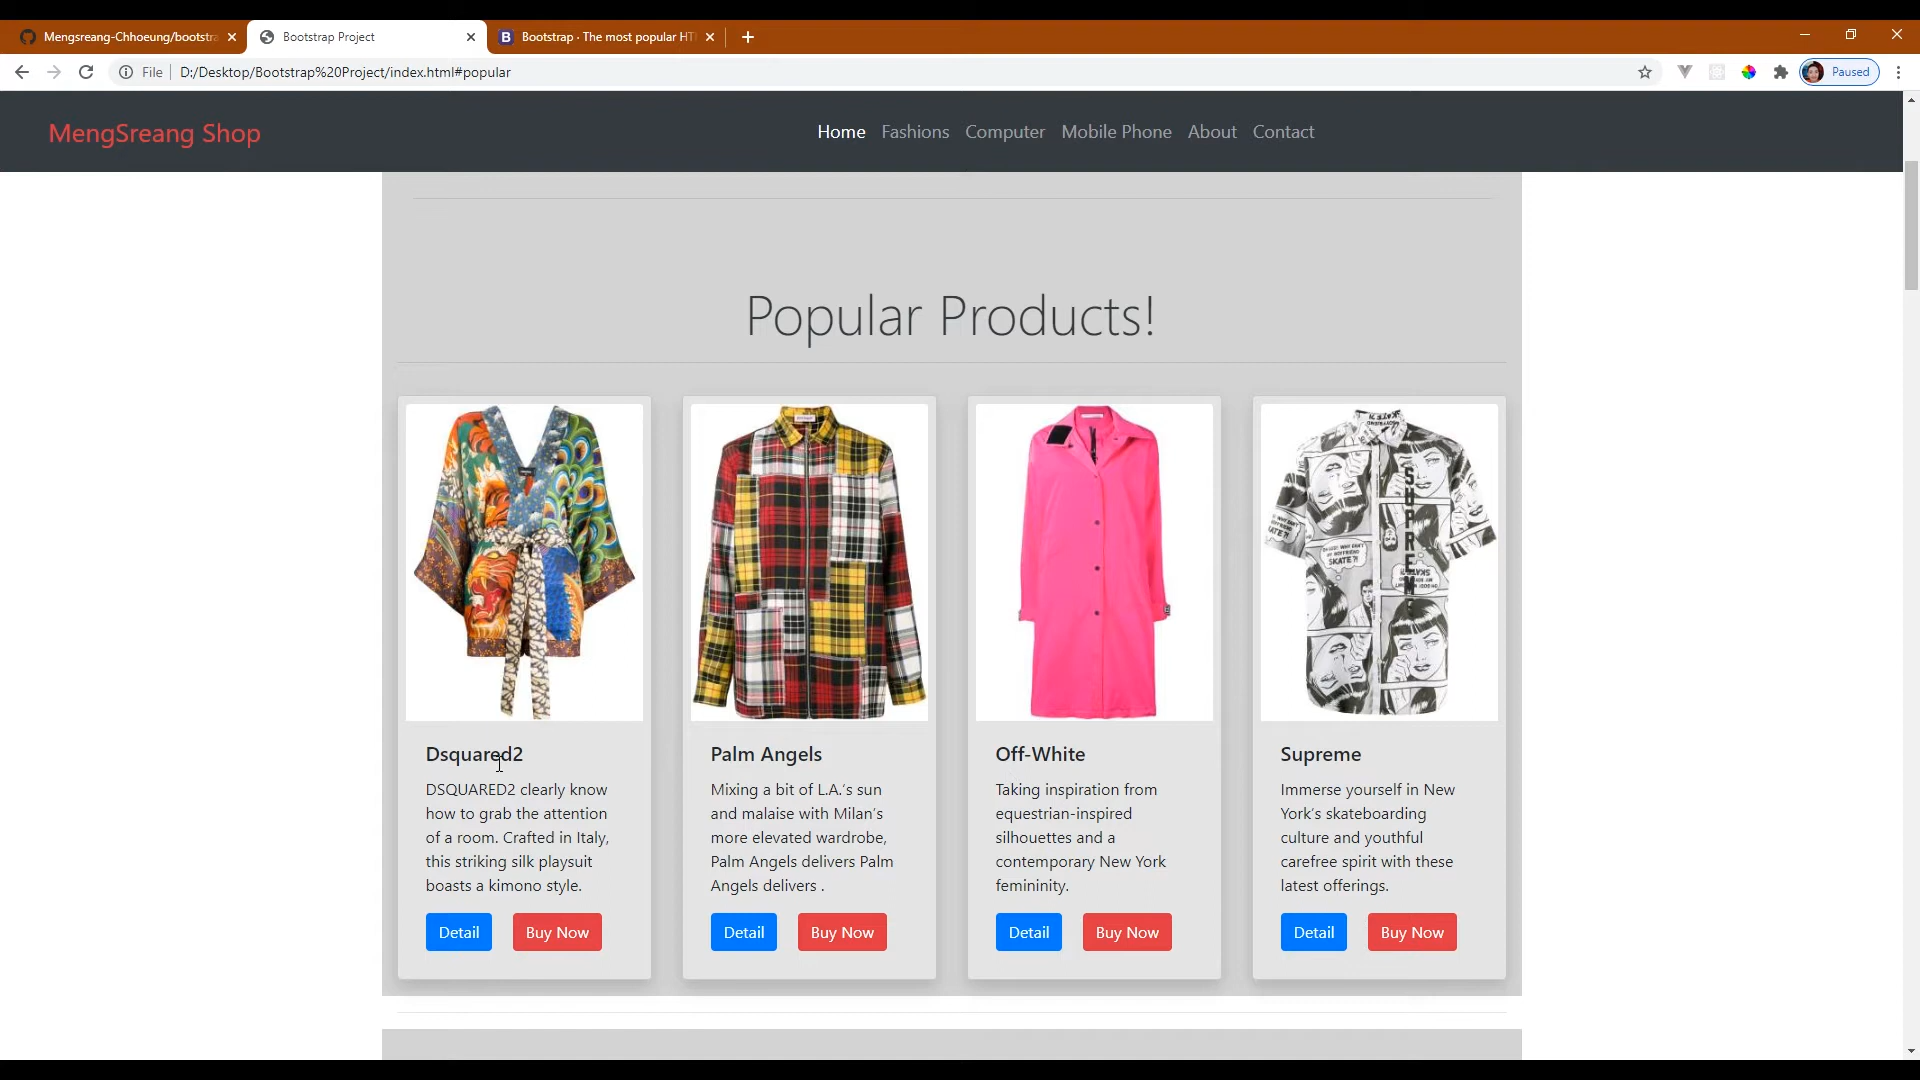 Mengsreang-Chhoeung/bootstra
Bootstrap Project
B
Bootstrap · The most popular HT
File
D:/Desktop/Bootstrap%20Project/index.html#popular
Paused
MengSreang Shop
Home
Fashions
Computer
Mobile Phone
About
Contact
Popular Products!
SUPREME
SKATE?!
Dsquared2
DSQUARED2 clearly know
how to grab the attention
of a room. Crafted in Italy,
this striking silk playsuit
boasts a kimono style.
Detail
Buy Now
Palm Angels
Mixing a bit of L.A.’s sun
and malaise with Milan’s
more elevated wardrobe,
Palm Angels delivers Palm
Angels delivers .
Detail
Buy Now
Off-White
Taking inspiration from
equestrian-inspired
silhouettes and a
contemporary New York
femininity.
Detail
Buy Now
Supreme
Immerse yourself in New
York’s skateboarding
culture and youthful
carefree spirit with these
latest offerings.
Detail
Buy Now